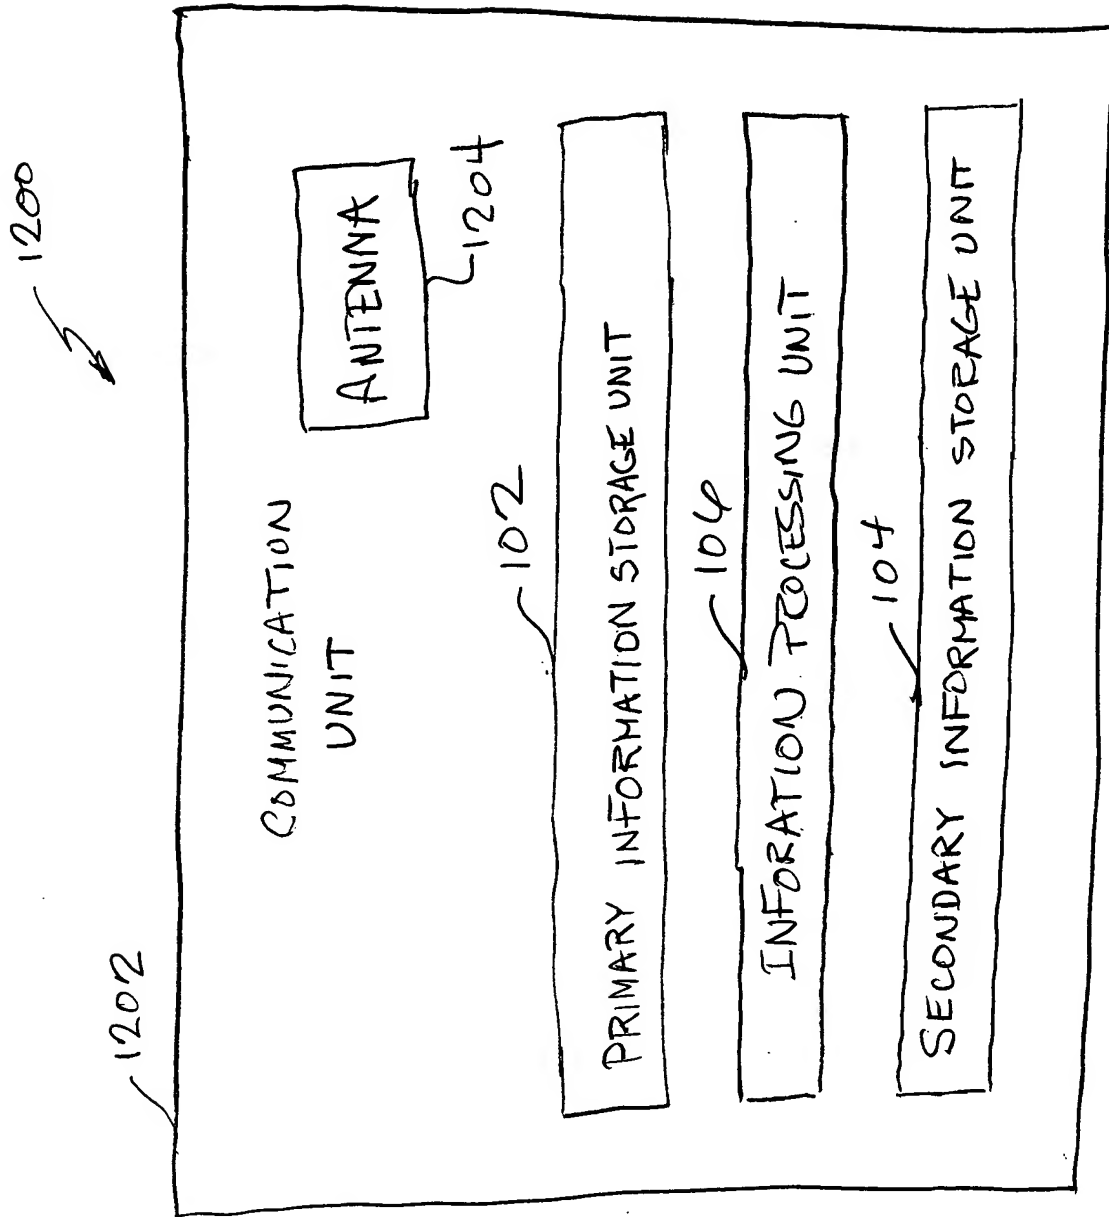 1200
1202
COMMUNICATION
UNIT
ANTENNA
1204
102
PRIMARY INFORMATION STORAGE UNIT
106
INFORATION PROCESSING UNIT
104
SECONDARY INFORMATION STORAGE UNIT